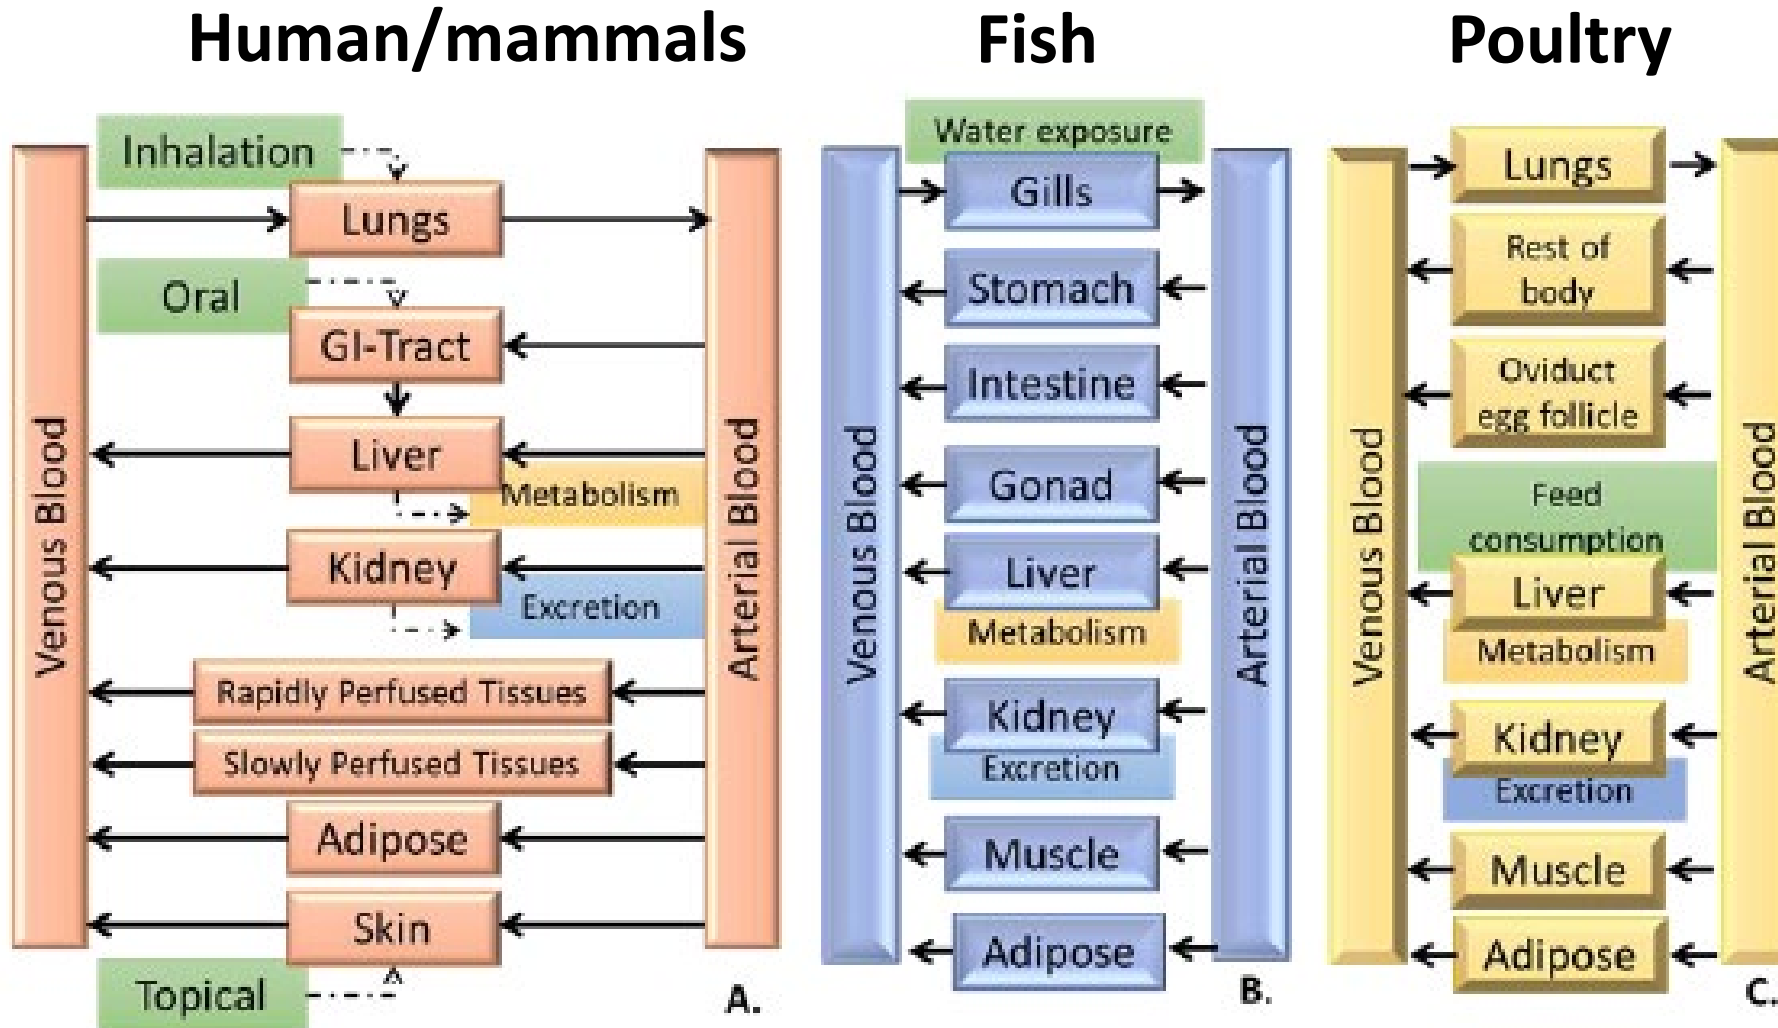 Human/mammals
Inhalation
Lungs
Oral
GI-Tract
Liver
Metabolism
Kidney
Excretion
Rapidly Perfused Tissues
Slowly Perfused Tissues
Adipose
Skin
Topical
Venous Blood
Arterial Blood
A.
Fish
Water exposure
Gills
Stomach
Intestine
Gonad
Liver
Metabolism
Kidney
Excretion
Muscle
Adipose
Venous Blood
Arterial Blood
B.
Poultry
Lungs
Rest of
body
Oviduct
egg follicle
Feed
consumption
Liver
Metabolism
Kidney
Excretion
Muscle
Adipose
Venous Blood
Arterial Blood
C.